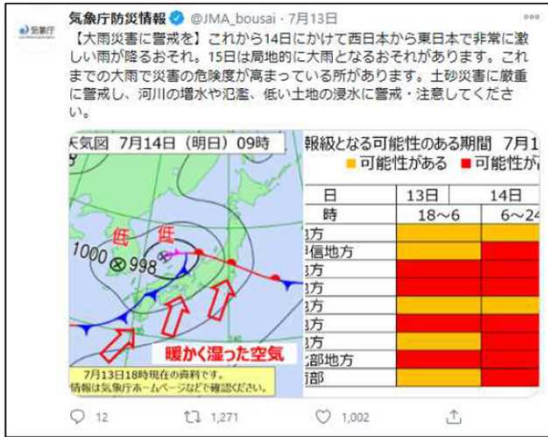 気象庁防災情報 @JMA_bousai・7月13日
気象庁
【大雨災害に警戒を】これから14日にかけて西日本から東日本で非常に激
しい雨が降るおそれ。15日は局地的に大雨となるおそれがあります。これ
までの大雨で災害の危険度が高まっている所があります。土砂災害に厳重
に警戒し、河川の増水や氾濫、低い土地の浸水に警戒・注意してくださ
い。
天気図 7月14日（明日）09時
低 低
1000 998
暖かく湿った空気
7月13日18時現在の資料です。
情報は気象庁ホームページなどで確認ください。
報級となる可能性のある期間 7月1
可能性がある 可能性が
日 13日 14日
時 18～6 6～24
地方
信地方
地方
地方
地方
地方
地方
部地方
部
12 1,271 1,002